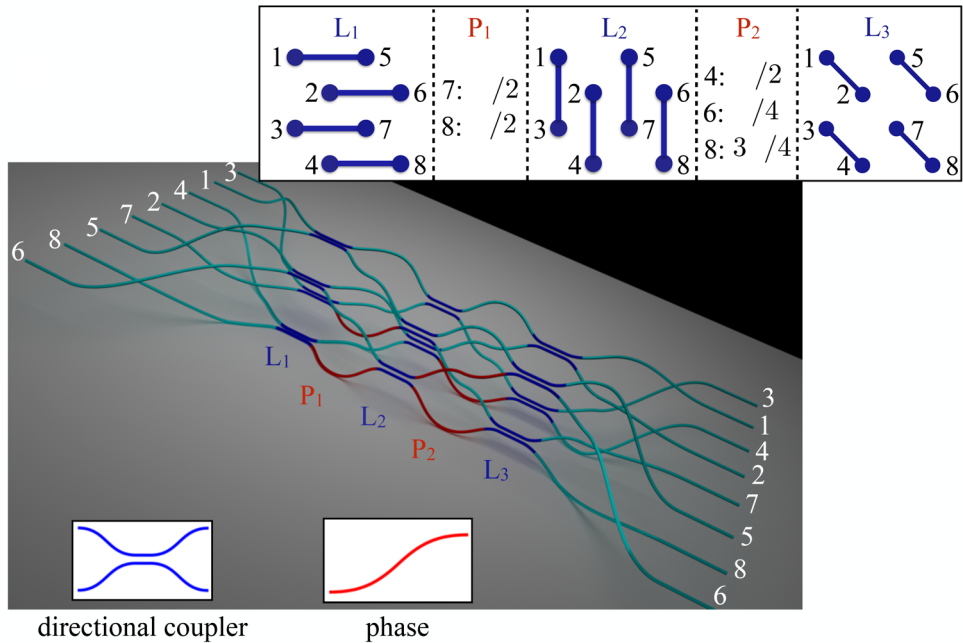 L₁ P₁ L₂ P₂ L₃
1 5 2 6 3 7 4 8
7: /2
8: /2
1 5 2 6 3 7 4 8
4: /2
6: /4
8: 3 /4
1 5 2 6 3 7 4 8
6 8 5 7 2 4 1 3
L₁
P₁
L₂
P₂
L₃
3
1
4
2
7
5
8
6
directional coupler
phase